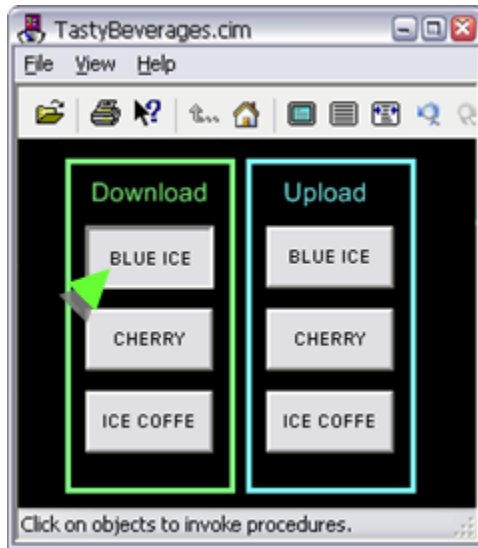 TastyBeverages.cim
File View Help
Download Upload
BLUE ICE BLUE ICE
CHERRY CHERRY
ICE COFFE ICE COFFE
Click on objects to invoke procedures.